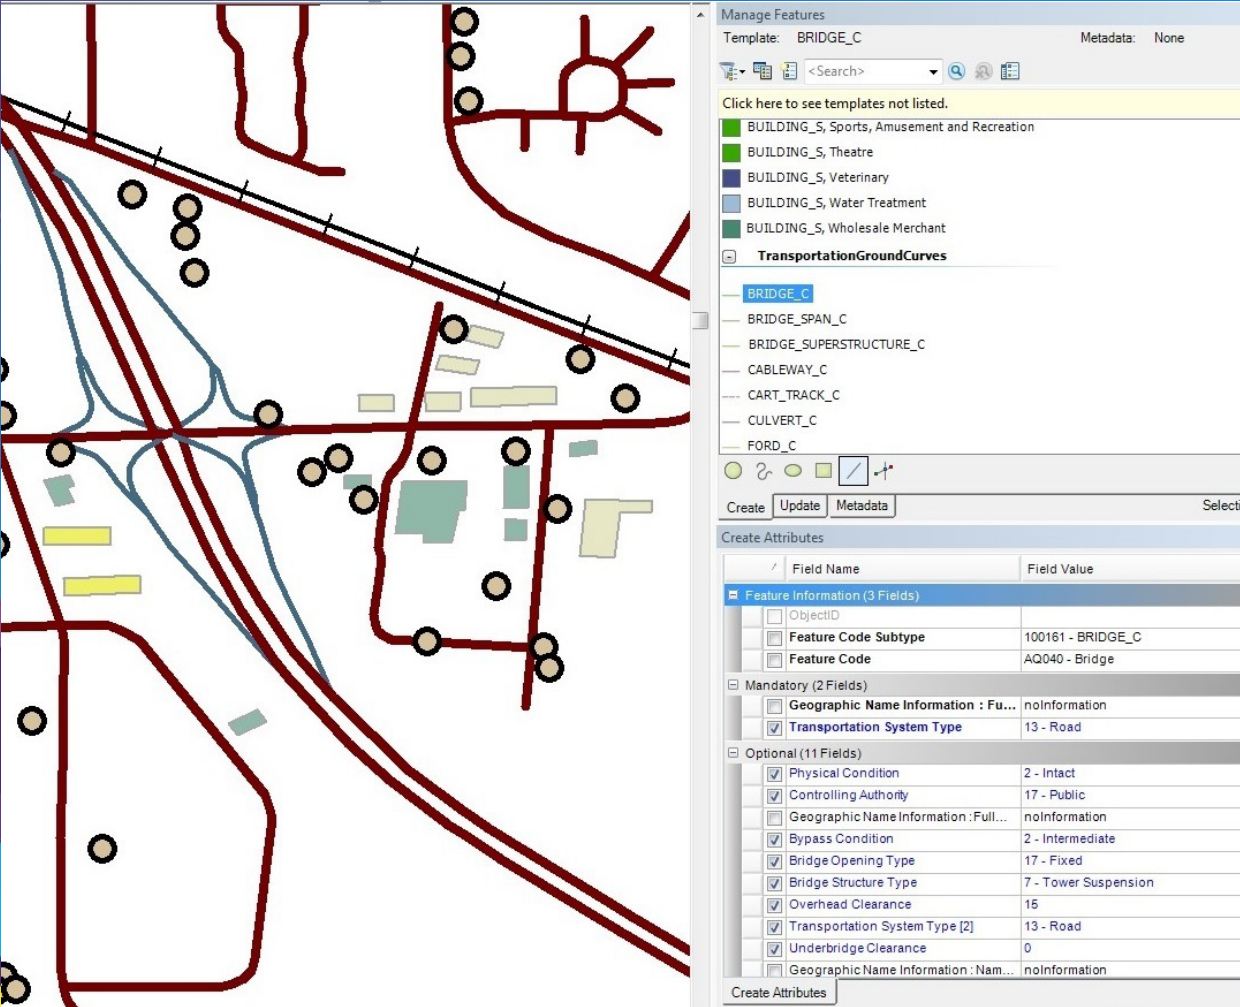 Manage Features
Template: BRIDGE_C Metadata: None
<Search>
Click here to see templates not listed.
BUILDING_S, Sports, Amusement and Recreation
BUILDING_S, Theatre
BUILDING_S, Veterinary
BUILDING_S, Water Treatment
BUILDING_S, Wholesale Merchant
TransportationGroundCurves
BRIDGE_C
BRIDGE_SPAN_C
BRIDGE_SUPERSTRUCTURE_C
CABLEWAY_C
CART_TRACK_C
CULVERT_C
FORD_C
Create Update Metadata Selecti
Create Attributes
Field Name Field Value
Feature Information (3 Fields)
ObjectID
Feature Code Subtype 100161 - BRIDGE_C
Feature Code AQ040 - Bridge
Mandatory (2 Fields)
Geographic Name Information : Fu... noInformation
Transportation System Type 13 - Road
Optional (11 Fields)
Physical Condition 2 - Intact
Controlling Authority 17 - Public
Geographic Name Information : Full... noInformation
Bypass Condition 2 - Intermediate
Bridge Opening Type 17 - Fixed
Bridge Structure Type 7 - Tower Suspension
Overhead Clearance 15
Transportation System Type [2] 13 - Road
Underbridge Clearance 0
Geographic Name Information : Nam... noInformation
Create Attributes